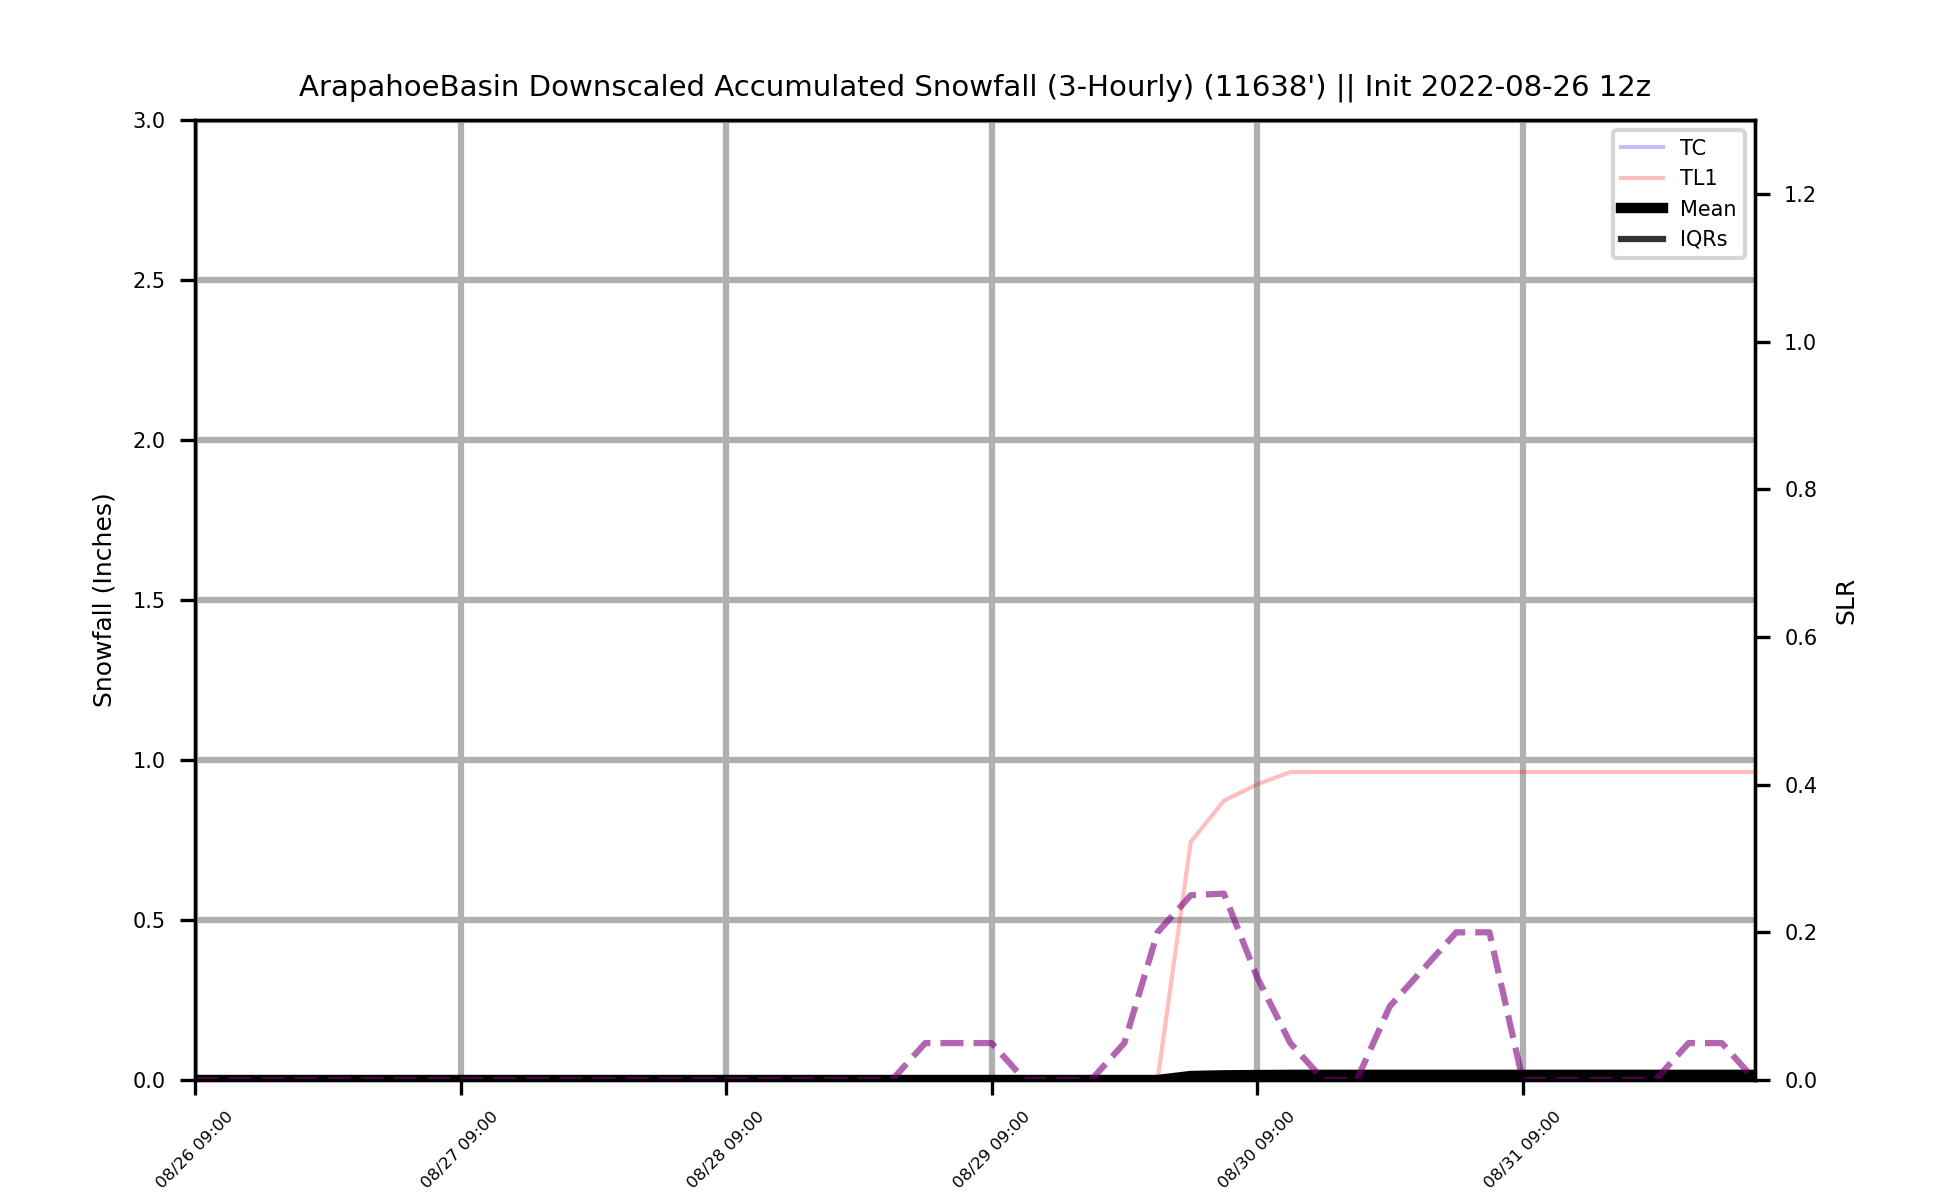 ArapahoeBasin Downscaled Accumulated Snowfall (3-Hourly) (11638') || Init 2022-08-26 12z
TC
TL1
Mean
IQRs
Snowfall (Inches)
3.0
2.5
2.0
1.5
1.0
0.5
0.0
SLR
1.2
1.0
0.8
0.6
0.4
0.2
0.0
08/26 09:00
08/27 09:00
08/28 09:00
08/29 09:00
08/30 09:00
08/31 09:00